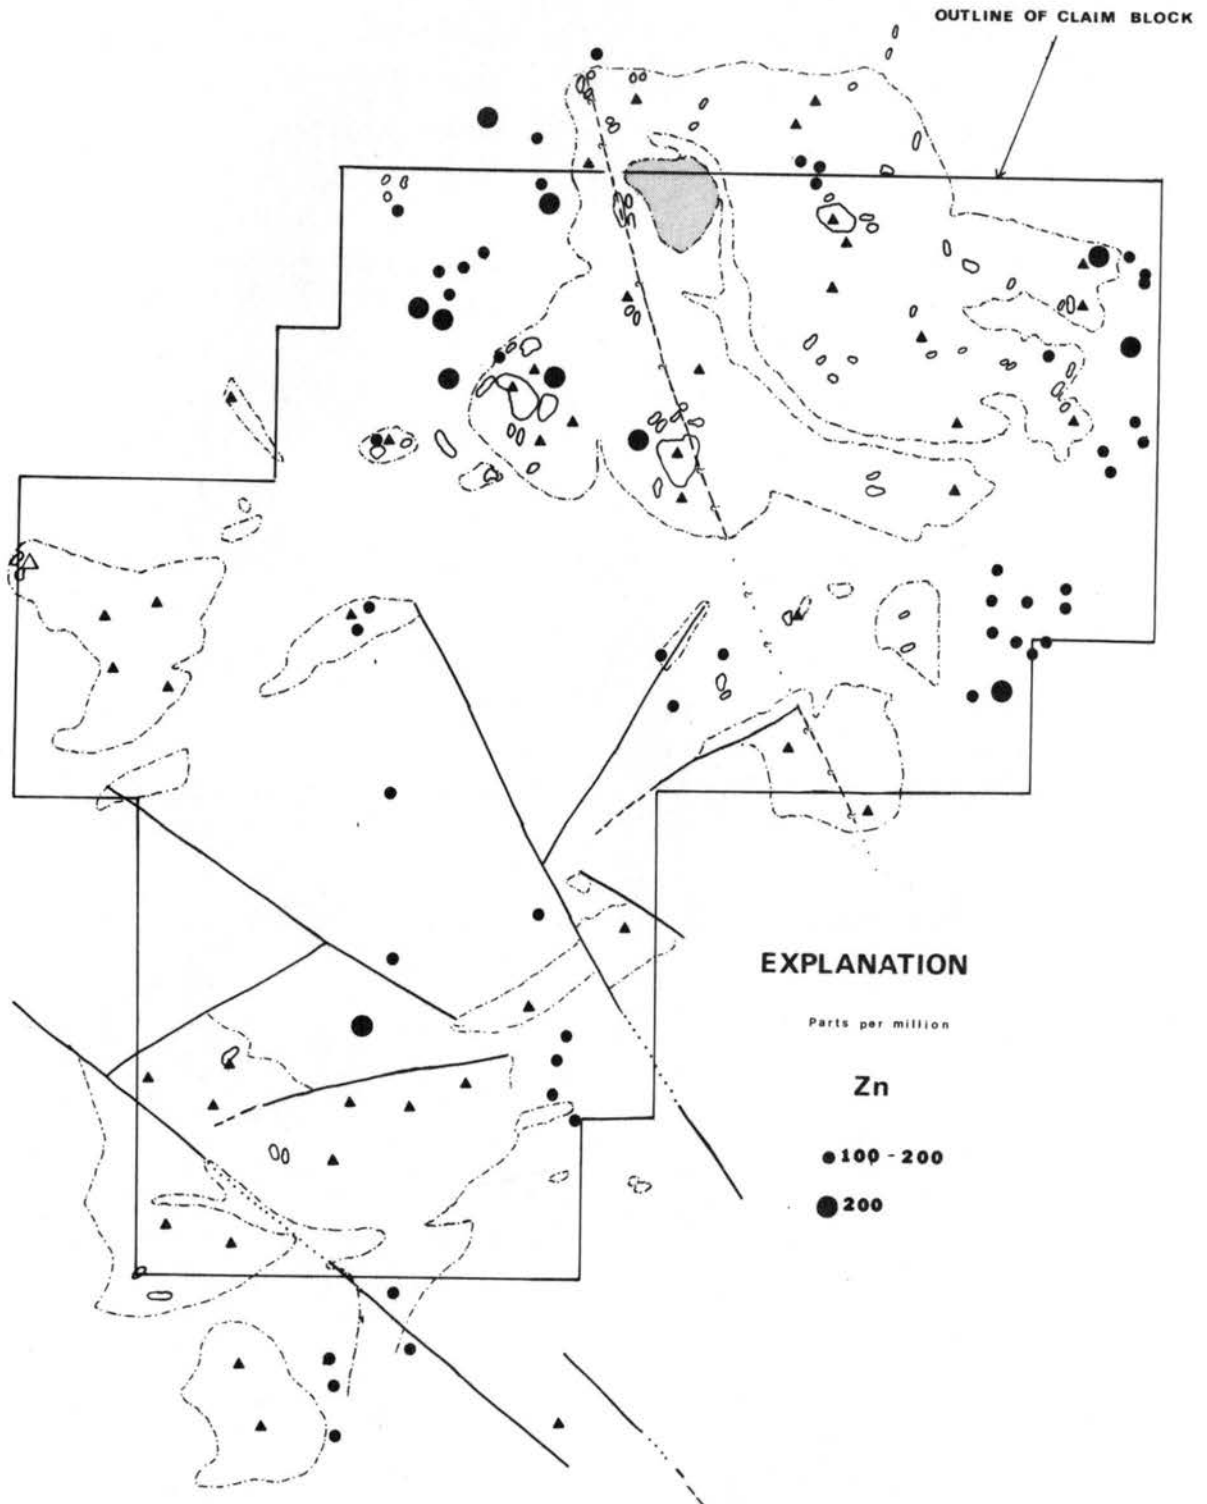 OUTLINE OF CLAIM BLOCK
EXPLANATION
Parts per million
Zn
100 - 200
200